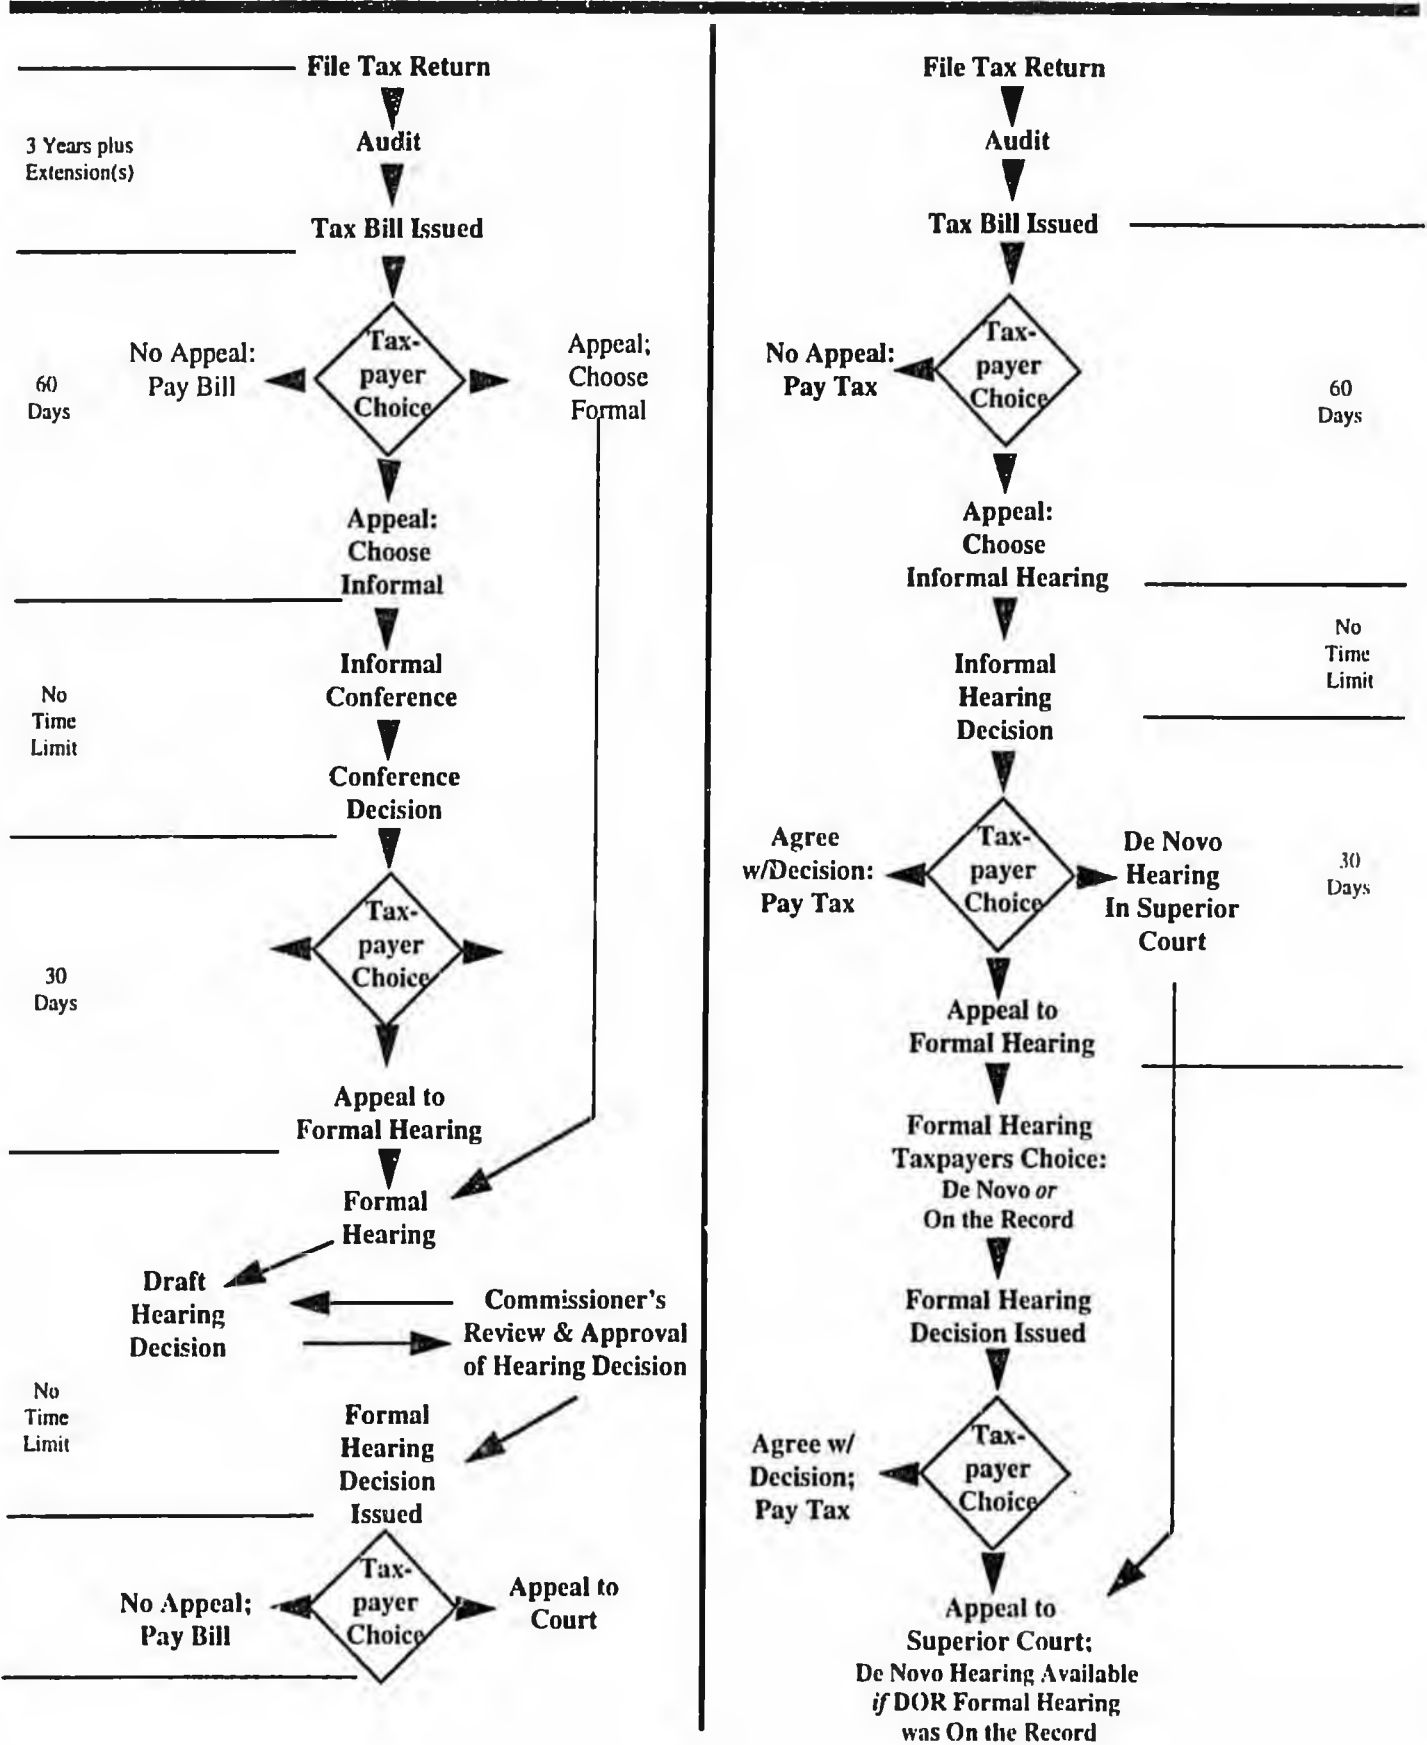 File Tax Return
Audit
3 Years plus
Extension(s)
Tax Bill Issued
No Appeal:
Pay Bill
Tax-
payer
Choice
Appeal;
Choose
Formal
60
Days
Appeal:
Choose
Informal
Informal
Conference
No
Time
Limit
Conference
Decision
Tax-
payer
Choice
30
Days
Appeal to
Formal Hearing
Formal
Hearing
Draft
Hearing
Decision
Commissioner's
Review & Approval
of Hearing Decision
No
Time
Limit
Formal
Hearing
Decision
Issued
No Appeal;
Pay Bill
Tax-
payer
Choice
Appeal to
Court
File Tax Return
Audit
Tax Bill Issued
No Appeal:
Pay Tax
Tax-
payer
Choice
60
Days
Appeal:
Choose
Informal Hearing
No
Time
Limit
Informal
Hearing
Decision
Agree
w/Decision:
Pay Tax
Tax-
payer
Choice
De Novo
Hearing
In Superior
Court
30
Days
Appeal to
Formal Hearing
Formal Hearing
Taxpayers Choice:
De Novo or
On the Record
Formal Hearing
Decision Issued
Agree w/
Decision;
Pay Tax
Tax-
payer
Choice
Appeal to
Superior Court;
De Novo Hearing Available
if DOR Formal Hearing
was On the Record